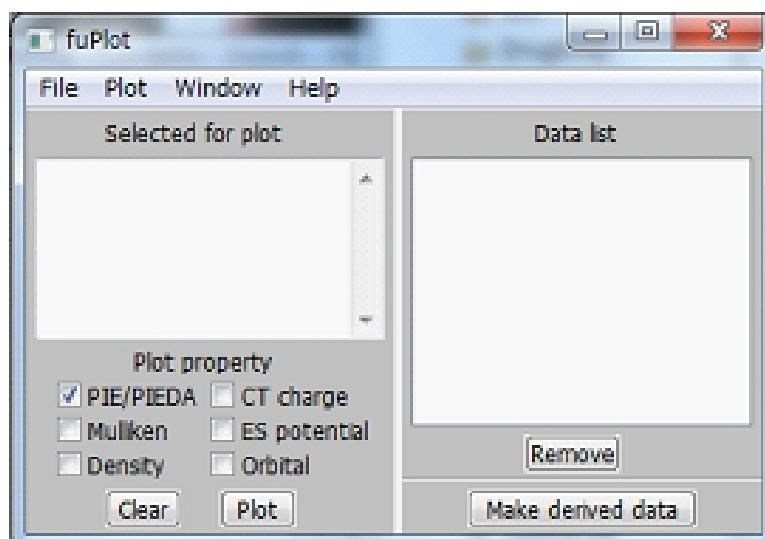 fuPlot
File Plot Window Help
Selected for plot
Data list
Plot property
PIE/PIEDA CT charge
Mulliken ES potential
Density Orbital
Remove
Clear Plot
Make derived data